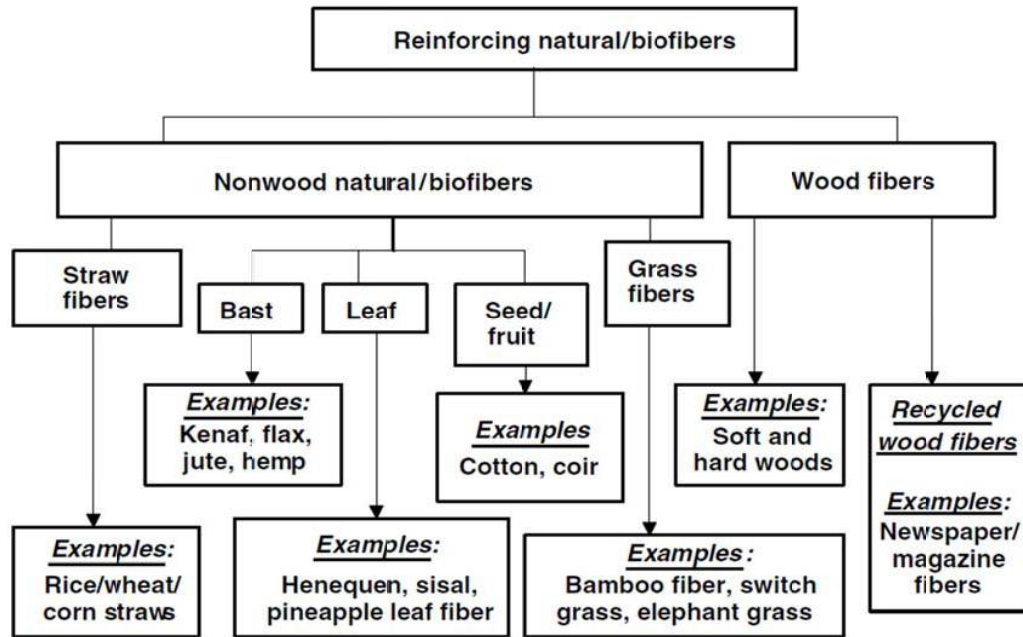 Reinforcing natural/biofibers
Nonwood natural/biofibers
Wood fibers
Straw
fibers
Bast
Leaf
Seed/
fruit
Grass
fibers
Examples:
Kenaf, flax,
jute, hemp
Examples
Cotton, coir
Examples:
Soft and
hard woods
Recycled
wood fibers
Examples:
Newspaper/
magazine
fibers
Examples:
Rice/wheat/
corn straws
Examples:
Henequen, sisal,
pineapple leaf fiber
Examples:
Bamboo fiber, switch
grass, elephant grass